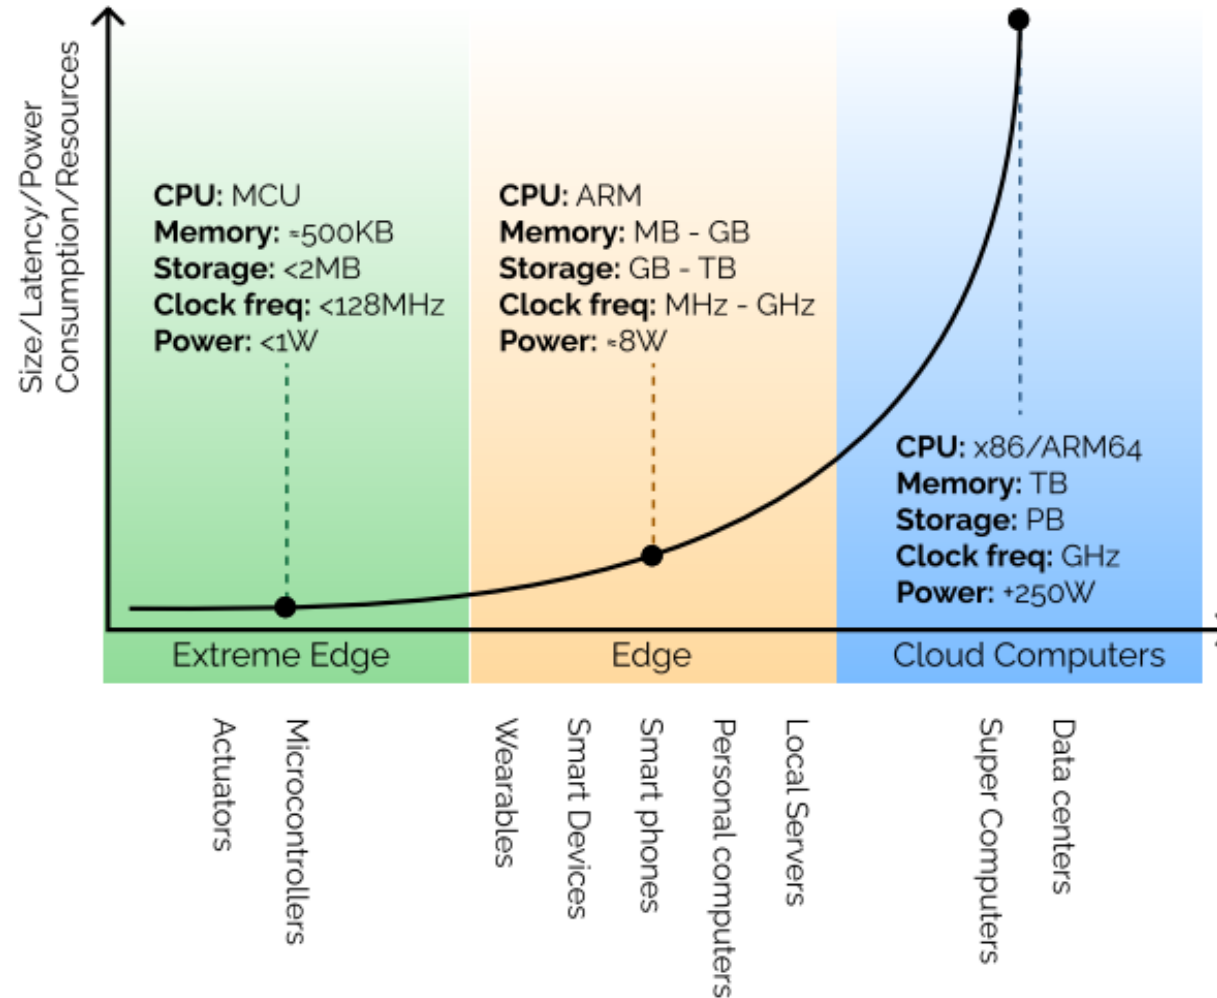 Size/Latency/Power
Consumption/Resources
CPU: MCU
Memory: ≈500KB
Storage: <2MB
Clock freq: <128MHz
Power: <1W
CPU: ARM
Memory: MB - GB
Storage: GB - TB
Clock freq: MHz - GHz
Power: ≈8W
CPU: x86/ARM64
Memory: TB
Storage: PB
Clock freq: GHz
Power: +250W
Extreme Edge
Edge
Cloud Computers
Actuators
Microcontrollers
Wearables
Smart Devices
Smart phones
Personal computers
Local Servers
Super Computers
Data centers